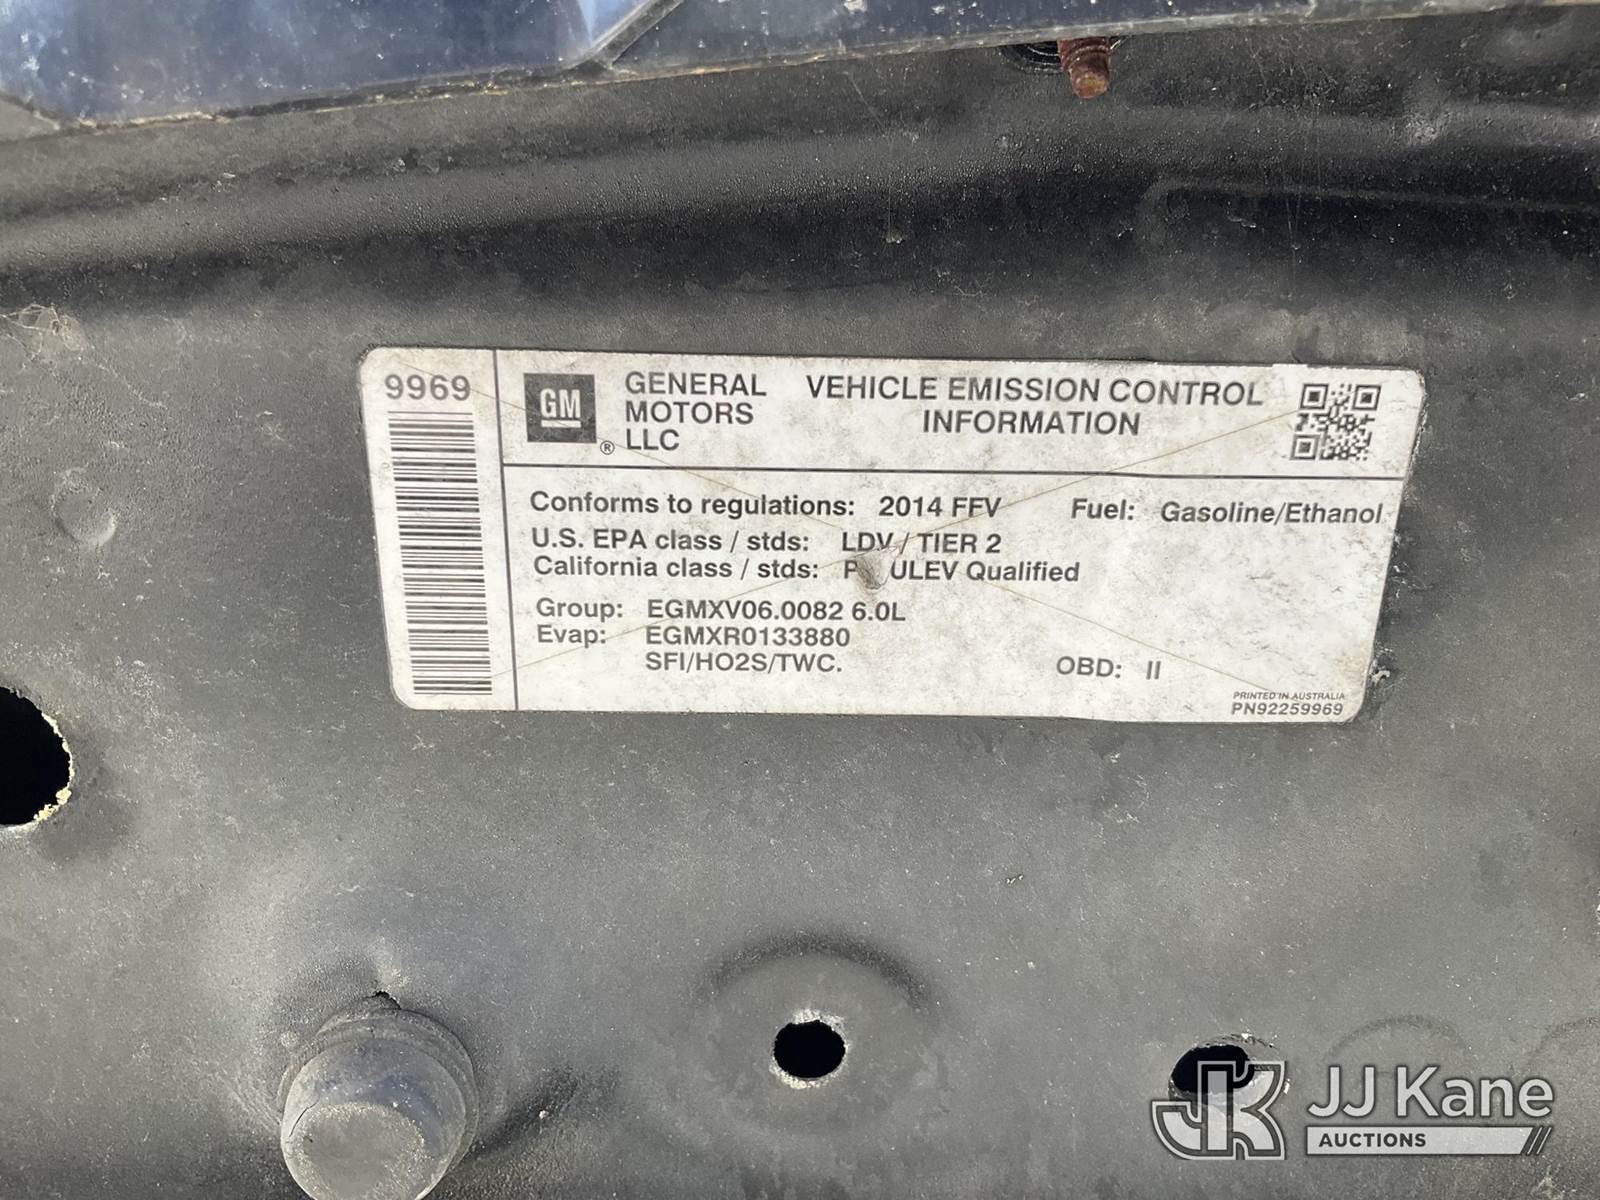 9969
GM
®
GENERAL
MOTORS
LLC
VEHICLE EMISSION CONTROL
INFORMATION
Conforms to regulations: 2014 FFV Fuel: Gasoline/Ethanol
U.S. EPA class / stds: LDV / TIER 2
California class / stds: ULEV Qualified
Group: EGMXV06.0082 6.0L
Evap: EGMXR0133880
SFI/HO2S/TWC.
OBD: II
PRINTED IN AUSTRALIA
PN92259969
JK JJ Kane
AUCTIONS